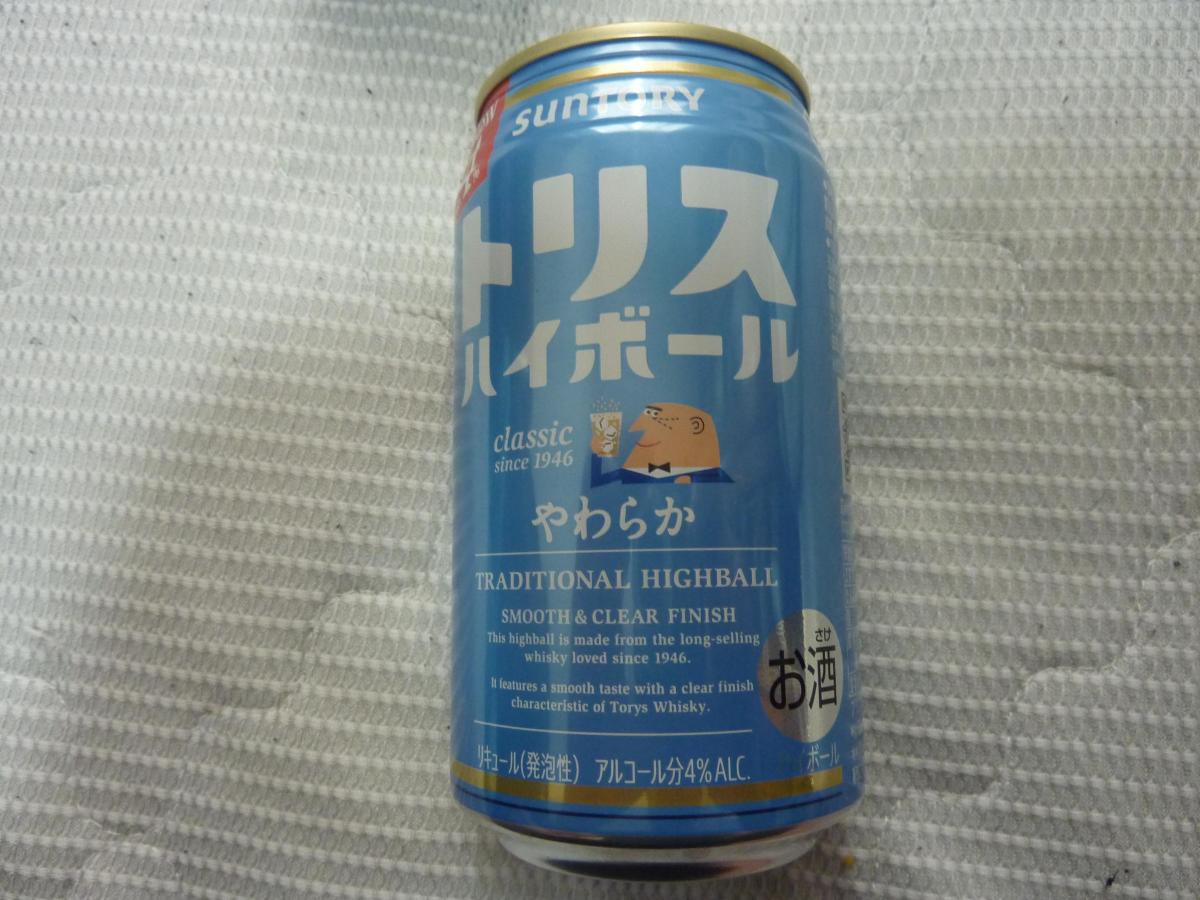 SUNTORY
トリス
ハイボール
classic
since 1946
やわらか
TRADITIONAL HIGHBALL
SMOOTH & CLEAR FINISH
This highball is made from the long-selling
whisky loved since 1946.
It features a smooth taste with a clear finish
characteristic of Torys Whisky.
さけ
お酒
リキュール(発泡性) アルコール分4% ALC.
ボール